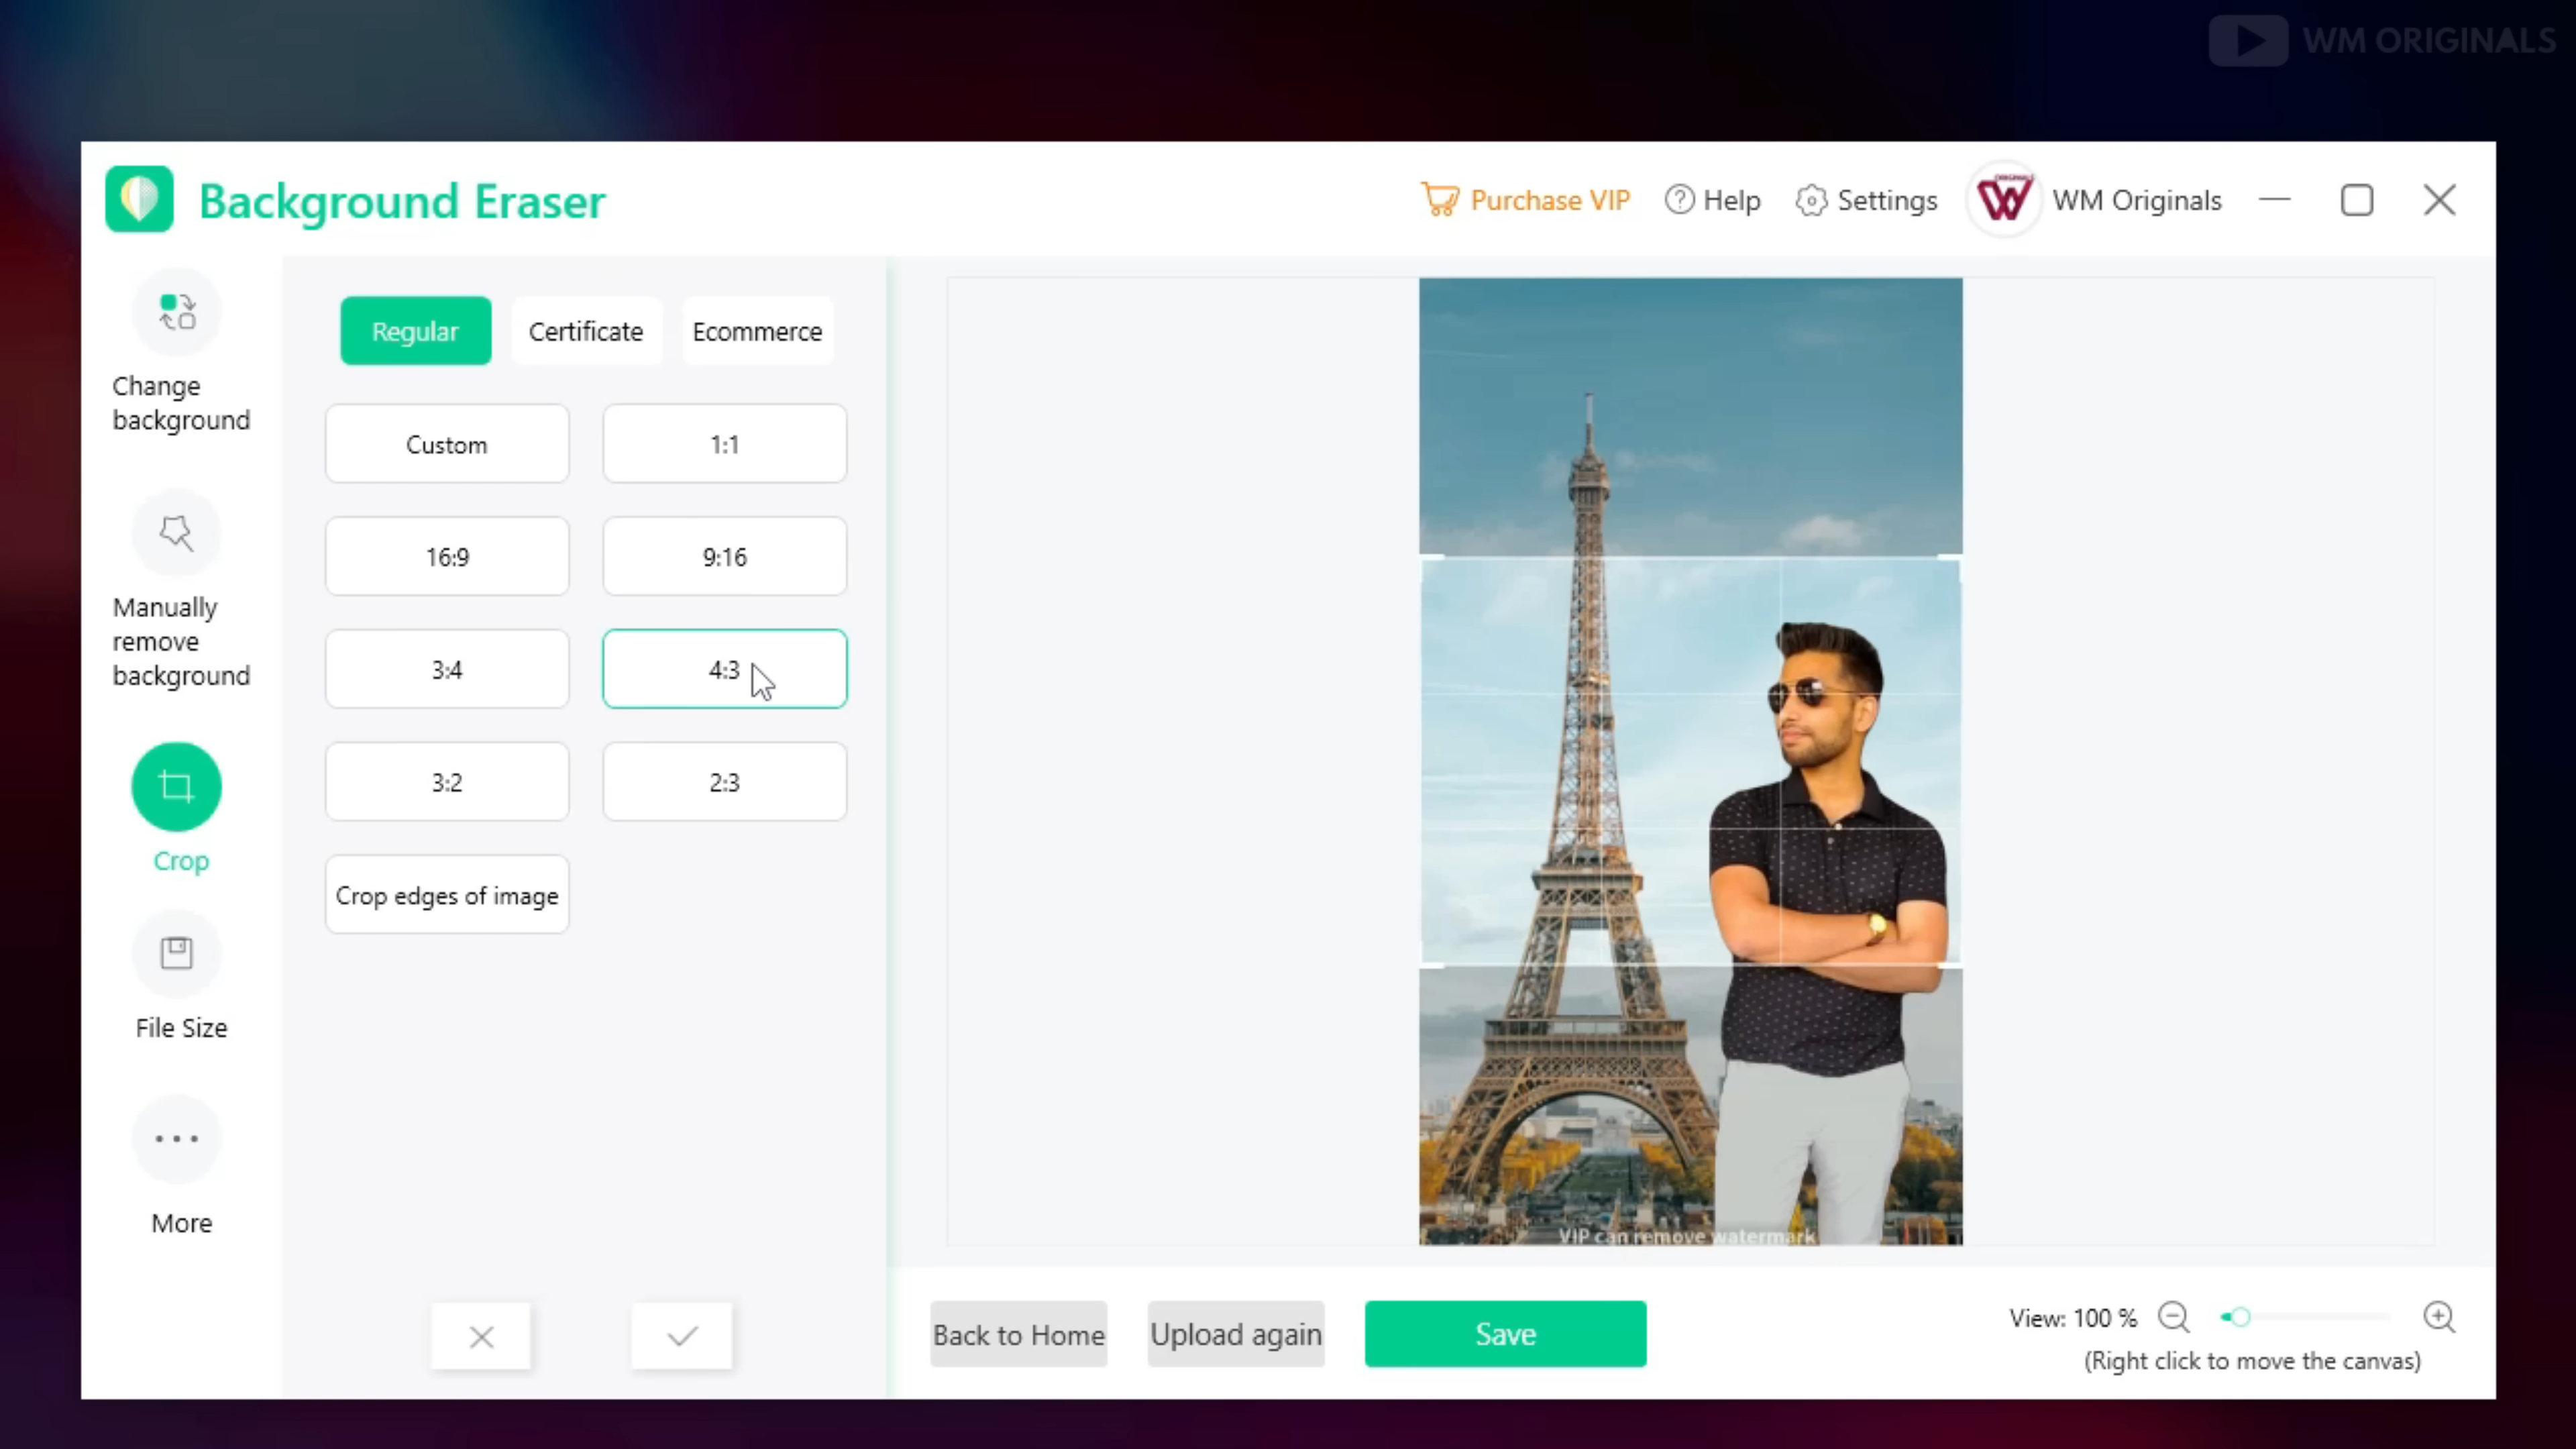 WM ORIGINALS
Background Eraser
Purchase VIP
Help
Settings
ORIGINALS
W
WM Originals
Change
background
Manually
remove
background
Crop
File Size
More
Regular
Certificate
Ecommerce
Custom
1:1
16:9
9:16
3:4
4:3
3:2
2:3
Crop edges of image
VIP can remove watermark
Back to Home
Upload again
Save
View: 100 %
(Right click to move the canvas)